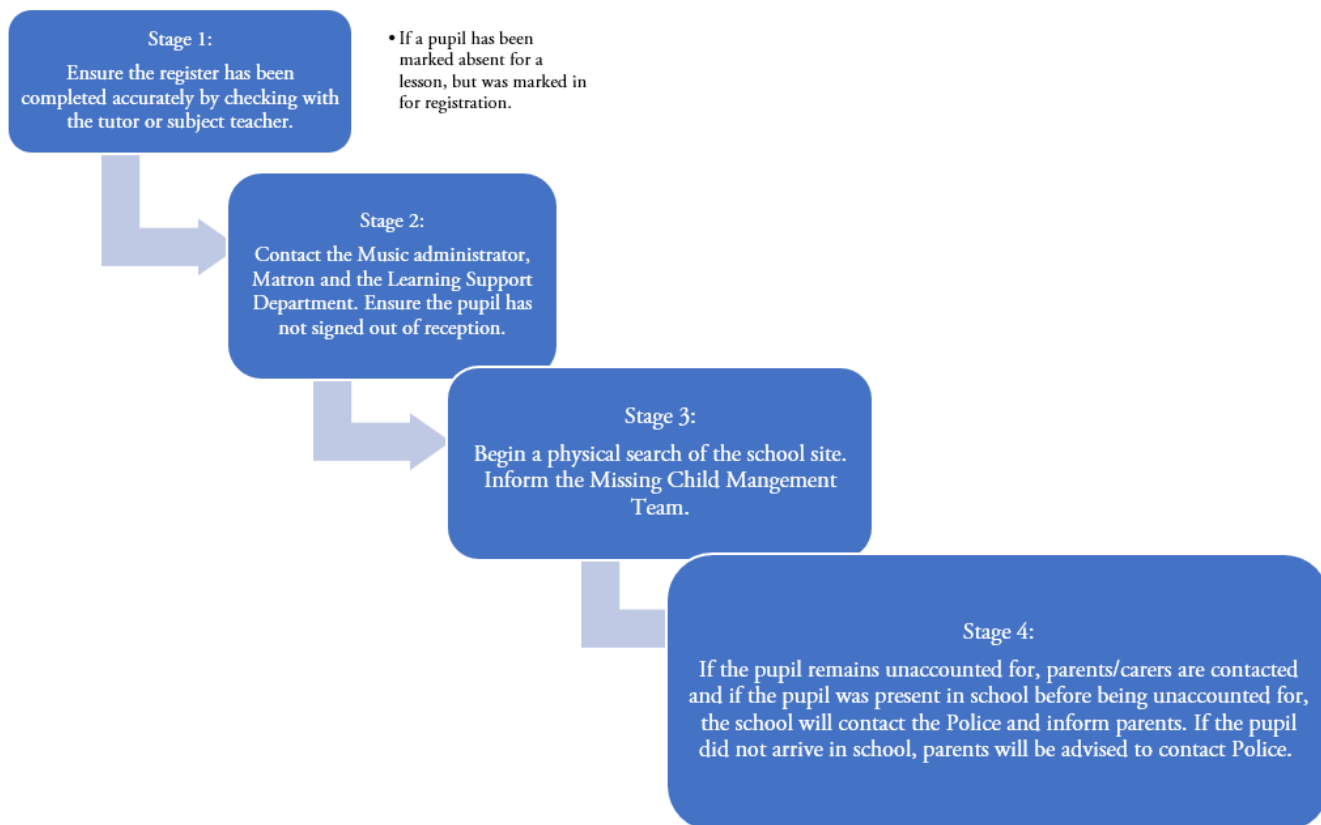 Stage 1:
Ensure the register has been
completed accurately by checking with
the tutor or subject teacher.
• If a pupil has been
marked absent for a
lesson, but was marked in
for registration.
Stage 2:
Contact the Music administrator,
Matron and the Learning Support
Department. Ensure the pupil has
not signed out of reception.
Stage 3:
Begin a physical search of the school site.
Inform the Missing Child Mangement
Team.
Stage 4:
If the pupil remains unaccounted for, parents/carers are contacted
and if the pupil was present in school before being unaccounted for,
the school will contact the Police and inform parents. If the pupil
did not arrive in school, parents will be advised to contact Police.